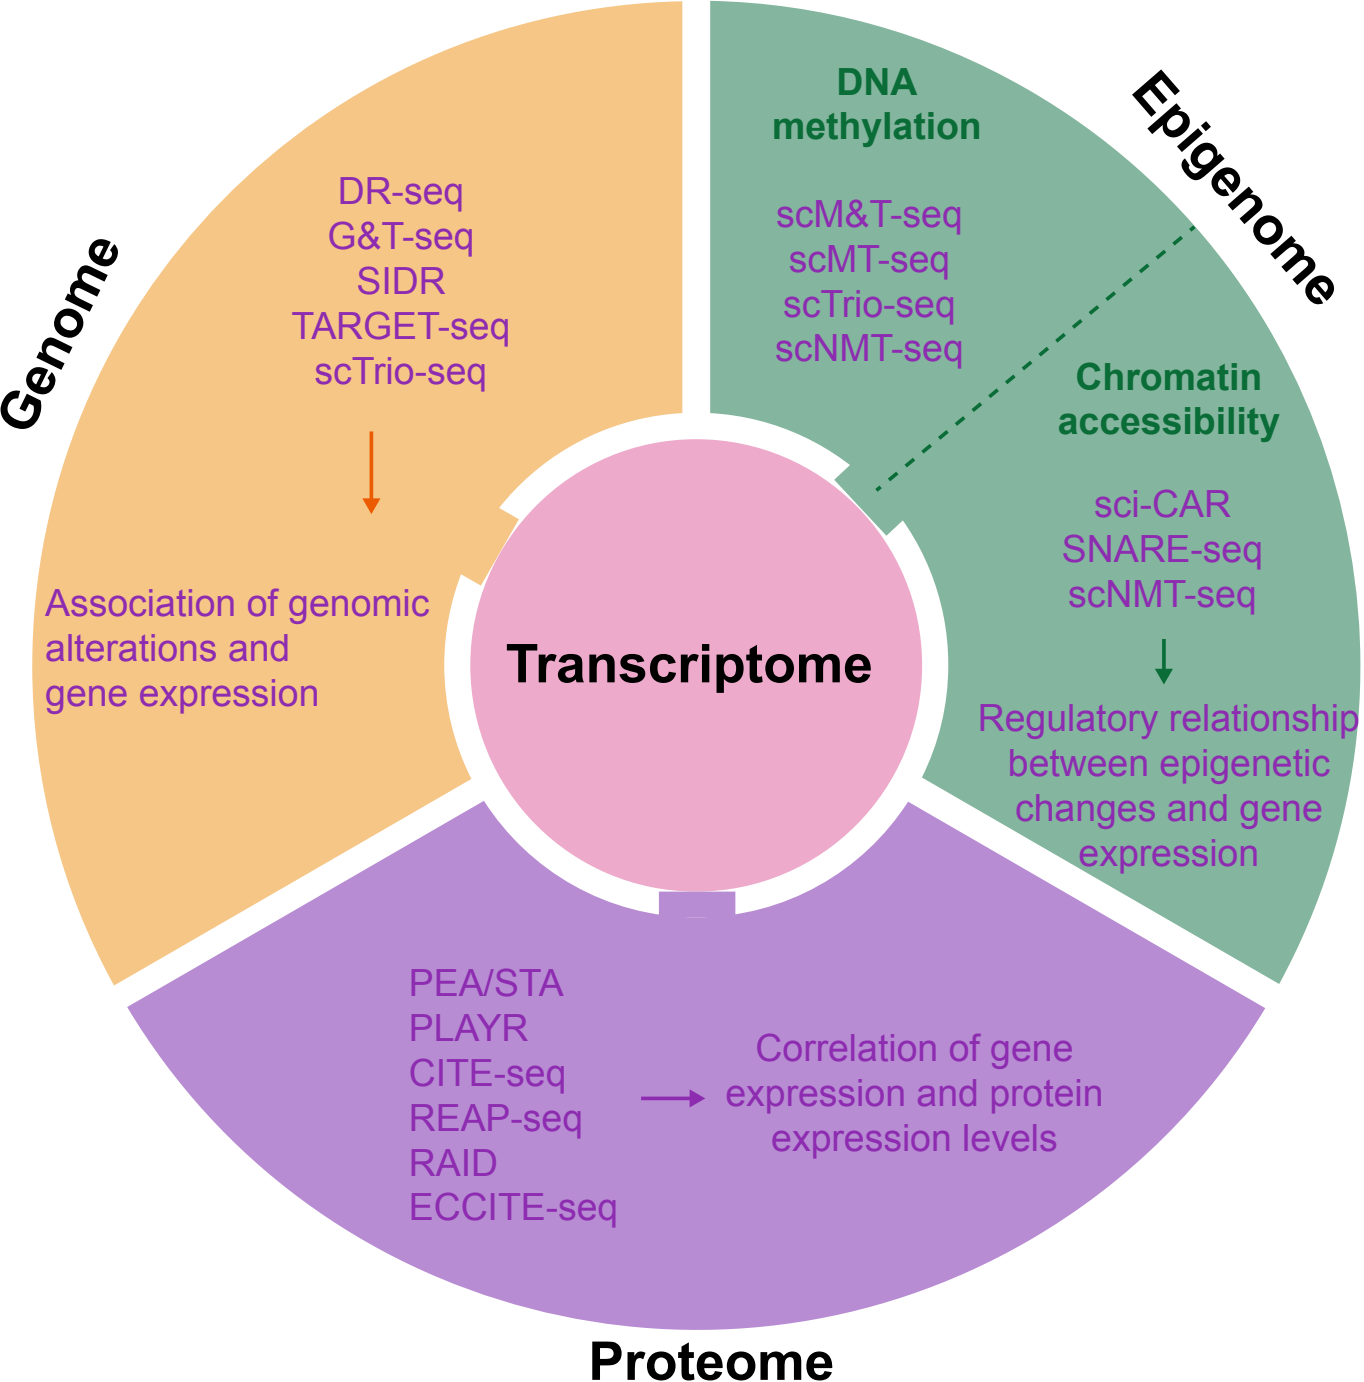 Genome
DR-seq
G&T-seq
SIDR
TARGET-seq
scTrio-seq
Association of genomic
alterations and
gene expression
Epigenome
DNA
methylation
scM&T-seq
scMT-seq
scTrio-seq
scNMT-seq
Chromatin
accessibility
sci-CAR
SNARE-seq
scNMT-seq
Regulatory relationship
between epigenetic
changes and gene
expression
Transcriptome
PEA/STA
PLAYR
CITE-seq
REAP-seq
RAID
ECCITE-seq
Correlation of gene
expression and protein
expression levels
Proteome